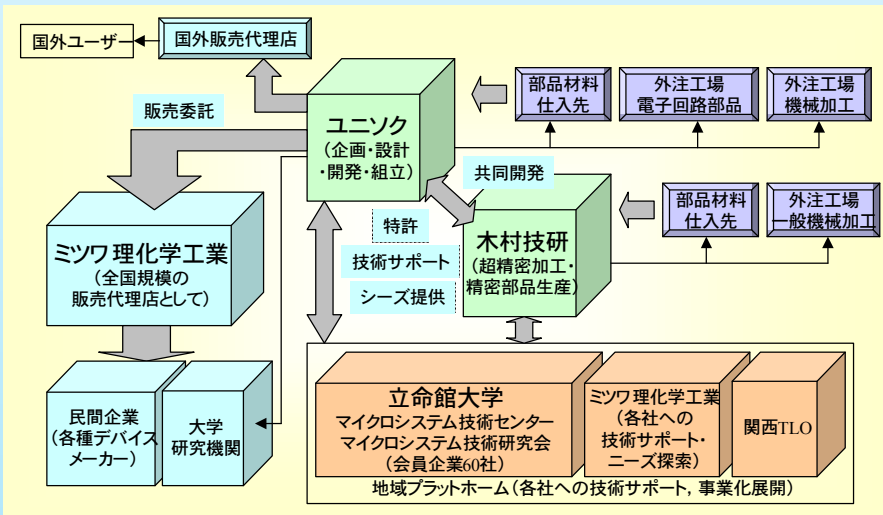 国外ユーザー
国外販売代理店
販売委託
ユニソク
(企画・設計
・開発・組立)
部品材料
仕入先
外注工場
電子回路部品
外注工場
機械加工
共同開発
ミツワ理化学工業
(全国規模の
販売代理店として)
特許
技術サポート
シーズ提供
木村技研
(超精密加工・
精密部品生産)
部品材料
仕入先
外注工場
一般機械加工
民間企業
(各種デバイス
メーカー)
大学
研究機関
立命館大学
マイクロシステム技術センター
マイクロシステム技術研究会
(会員企業60社)
ミツワ理化学工業
(各社への
技術サポート・
ニーズ探索)
関西TLO
地域プラットホーム(各社への技術サポート, 事業化展開)